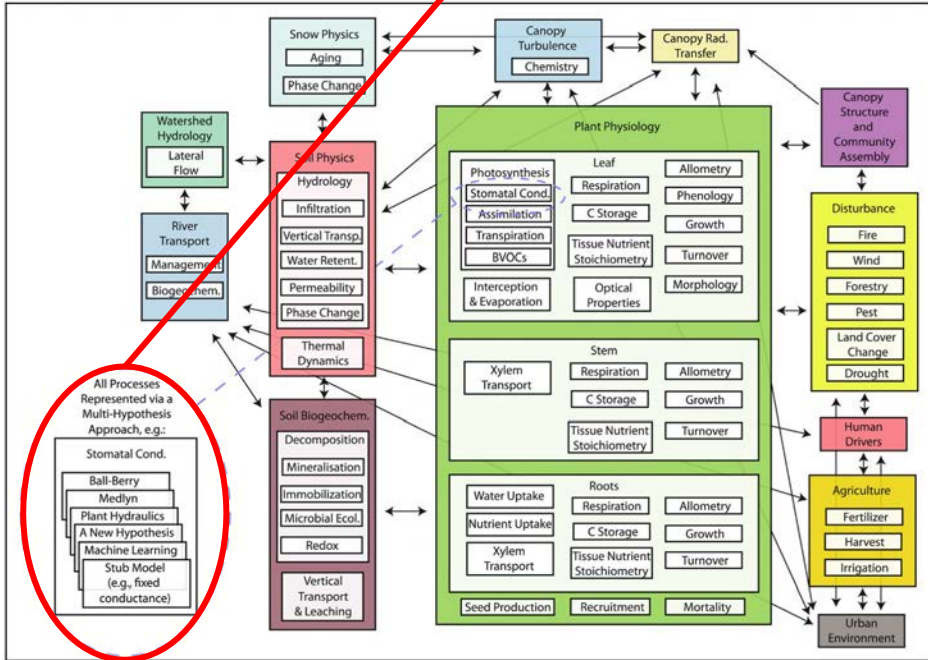 Snow Physics
Aging
Phase Change
Canopy
Turbulence
Chemistry
Canopy Rad.
Transfer
Watershed
Hydrology
Lateral
Flow
River
Transport
Management
Biogeochem.
Soil Physics
Hydrology
Infiltration
Vertical Transp.
Water Retent.
Permeability
Phase Change
Thermal
Dynamics
Soil Biogeochem.
Decomposition
Mineralisation
Immobilization
Microbial Ecol.
Redox
Vertical
Transport
& Leaching
Plant Physiology
Leaf
Photosynthesis
Stomatal Cond.
Assimilation
Transpiration
BVOCs
Interception
& Evaporation
Respiration
C Storage
Tissue Nutrient
Stoichiometry
Optical
Properties
Allometry
Phenology
Growth
Turnover
Morphology
Stem
Xylem
Transport
Respiration
C Storage
Tissue Nutrient
Stoichiometry
Allometry
Growth
Turnover
Roots
Water Uptake
Nutrient Uptake
Xylem
Transport
Respiration
C Storage
Tissue Nutrient
Stoichiometry
Allometry
Growth
Turnover
Seed Production
Recruitment
Mortality
Canopy
Structure
and
Community
Assembly
Disturbance
Fire
Wind
Forestry
Pest
Land Cover
Change
Drought
Human
Drivers
Agriculture
Fertilizer
Harvest
Irrigation
Urban
Environment
All Processes
Represented via a
Multi-Hypothesis
Approach, e.g.:
Stomatal Cond.
Ball-Berry
Medlyn
Plant Hydraulics
A New Hypothesis
Machine Learning
Stub Model
(e.g., fixed
conductance)